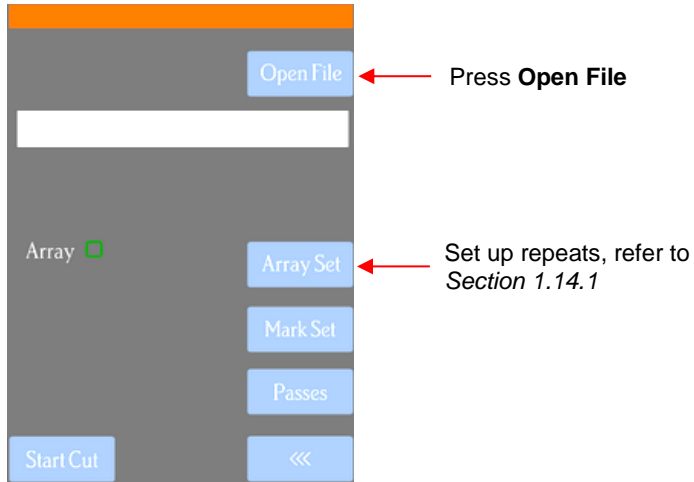 Open File
Press Open File
Array
Array Set
Set up repeats, refer to
Section 1.14.1
Mark Set
Passes
Start Cut
<<<